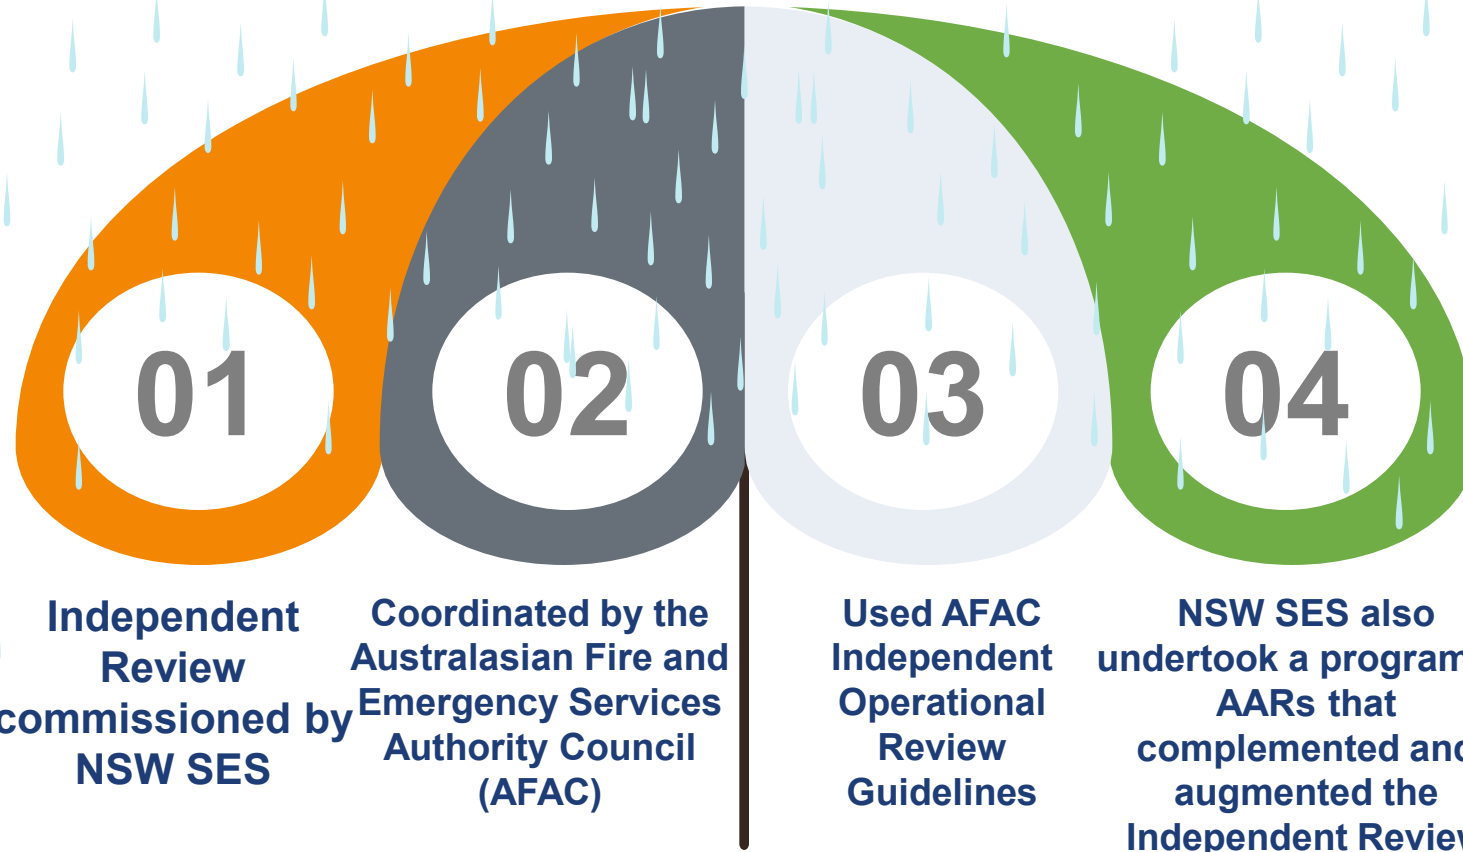 01
Independent
Review
commissioned by
NSW SES
02
Coordinated by the
Australasian Fire and
Emergency Services
Authority Council
(AFAC)
03
Used AFAC
Independent
Operational
Review
Guidelines
04
NSW SES also
undertook a program
AARs that
complemented and
augmented the
Independent Review